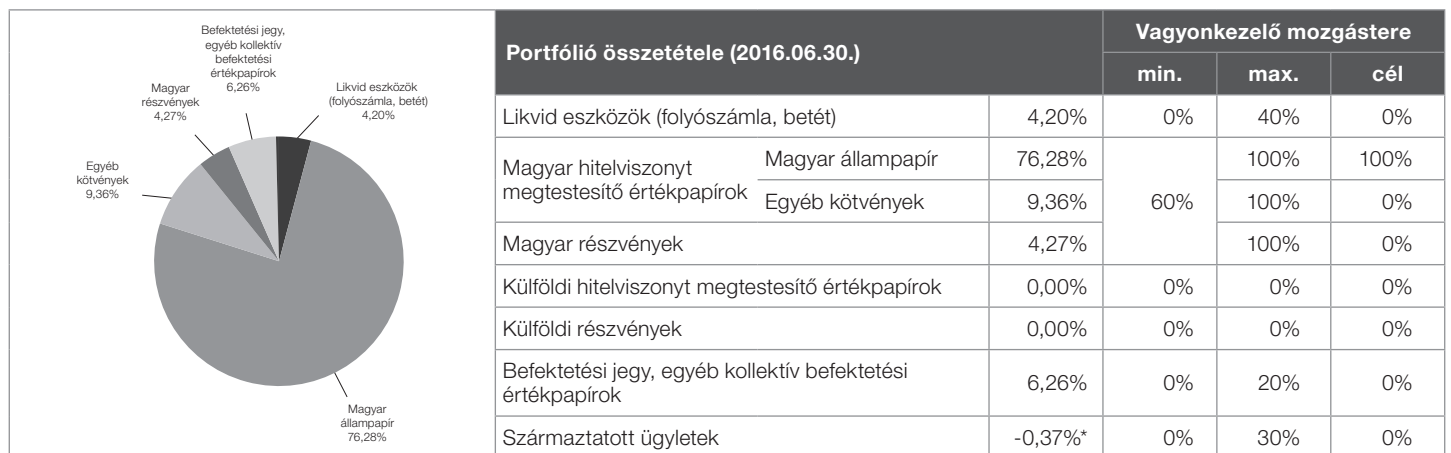 Befektetési jegy,
egyéb kollektív
befektetési
értékpapírok
6,26%
Likvid eszközök
(folyószámla, betét)
4,20%
Magyar
részvények
4,27%
Egyéb
kötvények
9,36%
Magyar
állampapír
76,28%
Portfólió összetétele (2016.06.30.) Vagyonkezelő mozgástere
min. max. cél
Likvid eszközök (folyószámla, betét) 4,20% 0% 40% 0%
Magyar hitelviszonyt
megtestesítő értékpapírok
Magyar állampapír 76,28% 100% 100%
Egyéb kötvények 9,36% 60% 100% 0%
Magyar részvények 4,27% 100% 0%
Külföldi hitelviszonyt megtestesítő értékpapírok 0,00% 0% 0% 0%
Külföldi részvények 0,00% 0% 0% 0%
Befektetési jegy, egyéb kollektív befektetési
értékpapírok 6,26% 0% 20% 0%
Származtatott ügyletek -0,37%* 0% 30% 0%